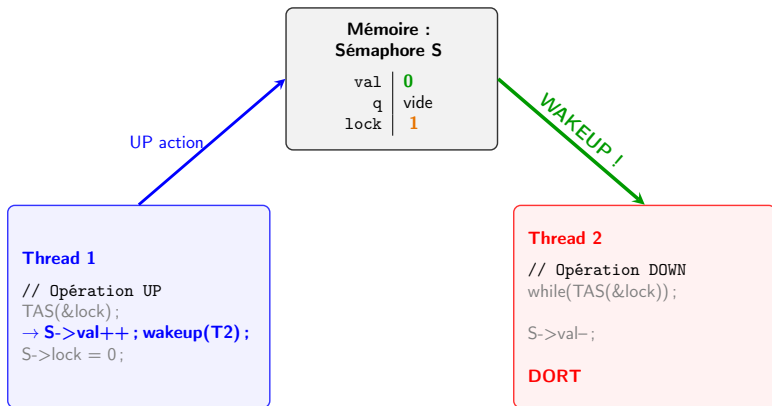 Mémoire :
Sémaphore S
val 0
q vide
lock 1
UP action
WAKEUP !
Thread 1
// Opération UP
TAS(&lock) ;
→ S->val++ ; wakeup(T2) ;
S->lock = 0 ;
Thread 2
// Opération DOWN
while(TAS(&lock)) ;
S->val– ;
DORT